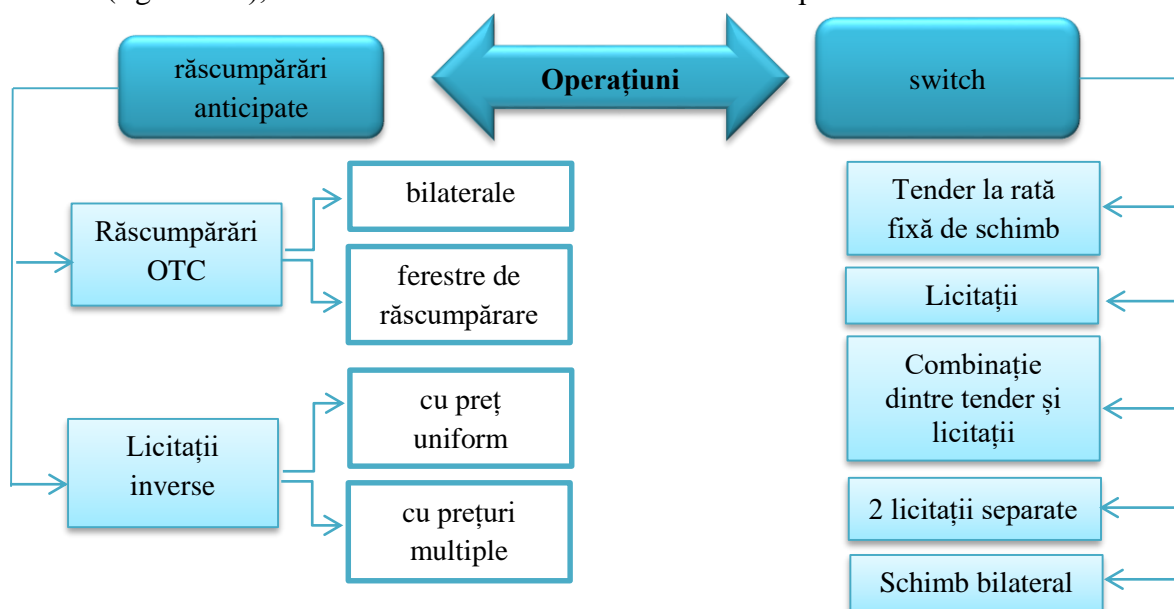 răscumpărări
anticipate
Operațiuni
switch
Răscumpărări
OTC
bilaterale
ferestre de
răscumpărare
Licitații
inverse
cu preț
uniform
cu prețuri
multiple
Tender la rată
fixă de schimb
Licitații
Combinație
dintre tender și
licitații
2 licitații separate
Schimb bilateral